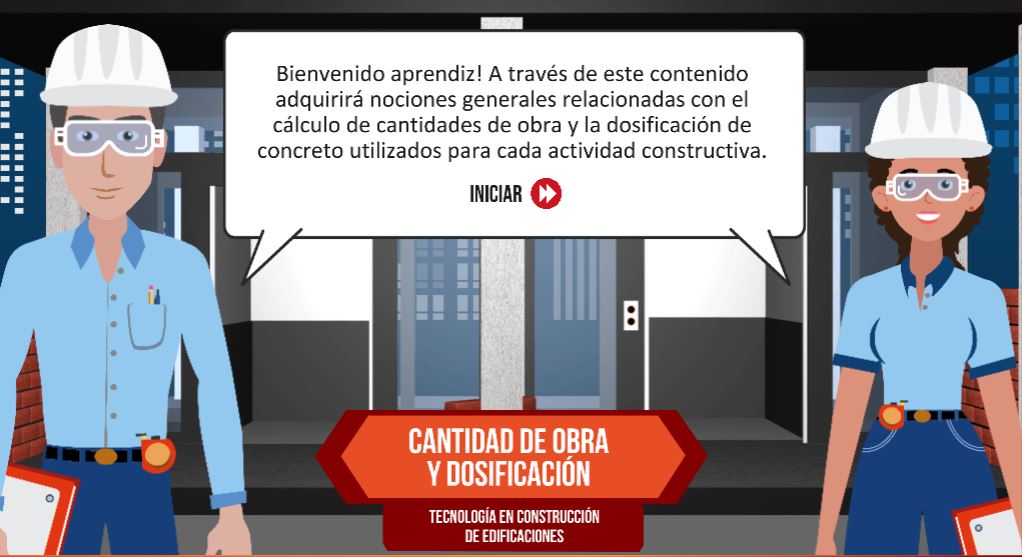 Bienvenido aprendiz! A través de este contenido
adquirirá nociones generales relacionadas con el
cálculo de cantidades de obra y la dosificación de
concreto utilizados para cada actividad constructiva.
INICIAR
CANTIDAD DE OBRA
Y DOSIFICACIÓN
TECNOLOGÍA EN CONSTRUCCIÓN
DE EDIFICACIONES